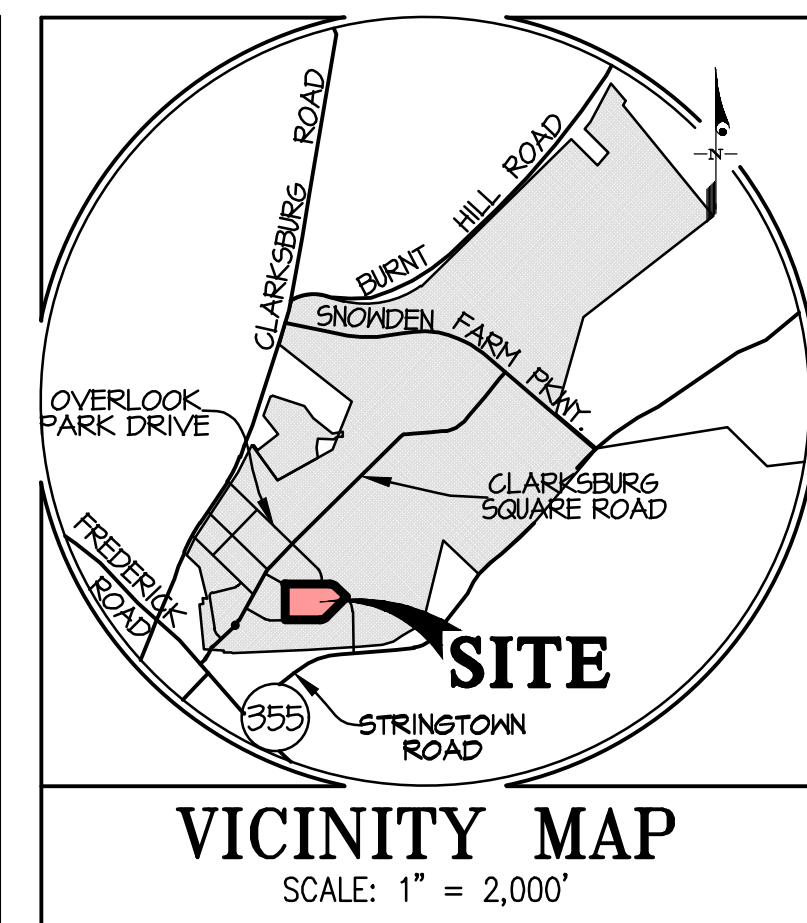 CLARKSBURG ROAD
BURNT HILL ROAD
-N-
SNOWDEN FARM PKWY.
OVERLOOK
PARK DRIVE
CLARKSBURG
SQUARE ROAD
FREDERICK
ROAD
SITE
355
STRINGTOWN
ROAD
VICINITY MAP
SCALE: 1" = 2,000'